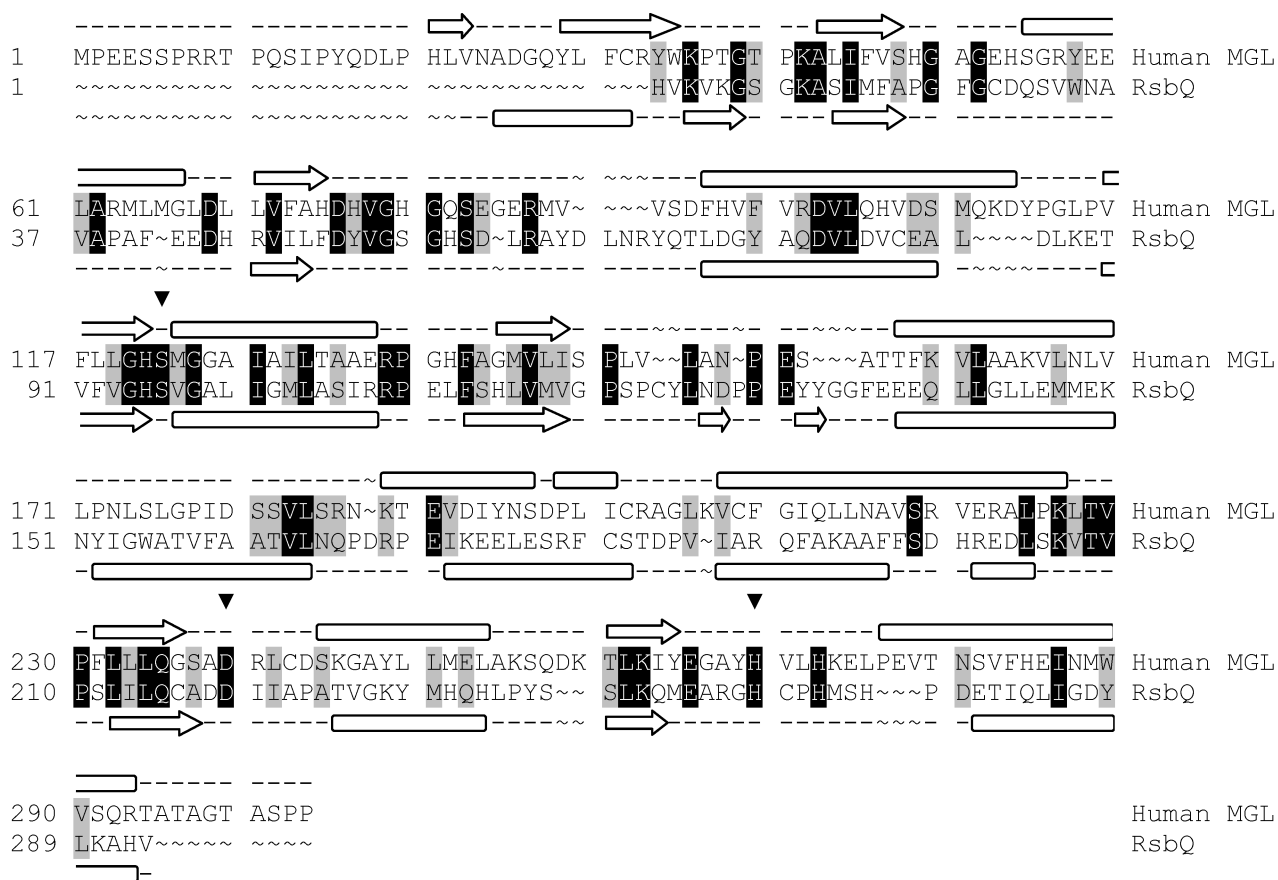 1 MPEESSPRRT PQSIPYQDLP HLVNADGQYL FCRYWKPTGT PKALIFVSHG AGEHSGRYEE Human MGL
1 ~~~~~~~~~~ ~~~~~~~~~~ ~~~~~~~~~~ ~~~HVKVKGS GKASIMFAPG FGCDQSVWNA RsbQ
61 LARMLMGLDL LVFAHDHVGH GQSEGERMV~ ~~~VSDFHVF VRDVLQHVDS MQKDYPGLPV Human MGL
37 VAPAF~EEDH RVILFDYVGS GHSD~LRAYD LNRYQTLDGY AQDVLDVCEA L~~~~DLKET RsbQ
117 FLLGHSMGGA IAILTAAERP GHFAGMVLIS PLV~~LAN~P ES~~~ATTFK VLAAKVLNLV Human MGL
91 VFVGHSVGAL IGMLASIRRP ELFSHLVMVG PSPCYLNDPP EYYGGFEEEQ LLGLLEMMEK RsbQ
171 LPNLSLGPID SSVLSRN~KT EVDIYNSDPL ICRAGLKVCF GIQLLNAVSR VERALPKLTV Human MGL
151 NYIGWATVFA ATVLNQPDRP EIKEELESRF CSTDPV~IAR QFAKAAFFSD HREDLSKVTV RsbQ
230 PFLLLQGSAD RLCDSKGAYL LMELAKSQDK TLKIYEGAYH VLHKELPEVT NSVFHEINMW Human MGL
210 PSLILQCADD IIAPATVGKY MHQHLPYS~~ SLKQMEARGH CPHMSH~~~P DETIQLIGDY RsbQ
290 VSQRTATAGT ASPP Human MGL
289 LKAHV~~~~~ ~~~~ RsbQ